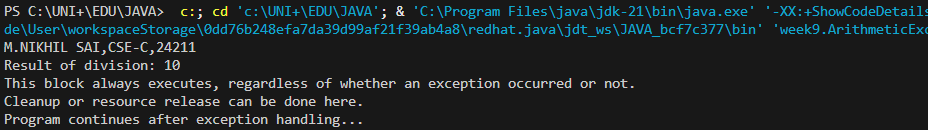 PS C:\UNI+\EDU\JAVA>  c:; cd 'c:\UNI+\EDU\JAVA'; & 'C:\Program Files\java\jdk-21\bin\java.exe' '-XX:+ShowCodeDetails
de\User\workspaceStorage\0dd76b248efa7da39d99af21f39ab4a8\redhat.java\jdt_ws\JAVA_bcf7c377\bin' 'week9.ArithmeticExc
M.NIKHIL SAI,CSE-C,24211
Result of division: 10
This block always executes, regardless of whether an exception occurred or not.
Cleanup or resource release can be done here.
Program continues after exception handling...